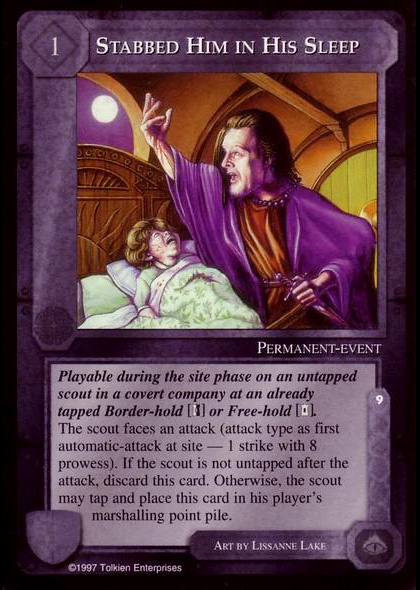 1
STABBED HIM IN HIS SLEEP
PERMANENT-EVENT
Playable during the site phase on an untapped
scout in a covert company at an already
tapped Border-hold [] or Free-hold [].
9
The scout faces an attack (attack type as first
automatic-attack at site — 1 strike with 8
prowess). If the scout is not untapped after the
attack, discard this card. Otherwise, the scout
may tap and place this card in his player's
marshalling point pile.
ART BY LISSANNE LAKE
©1997 Tolkien Enterprises